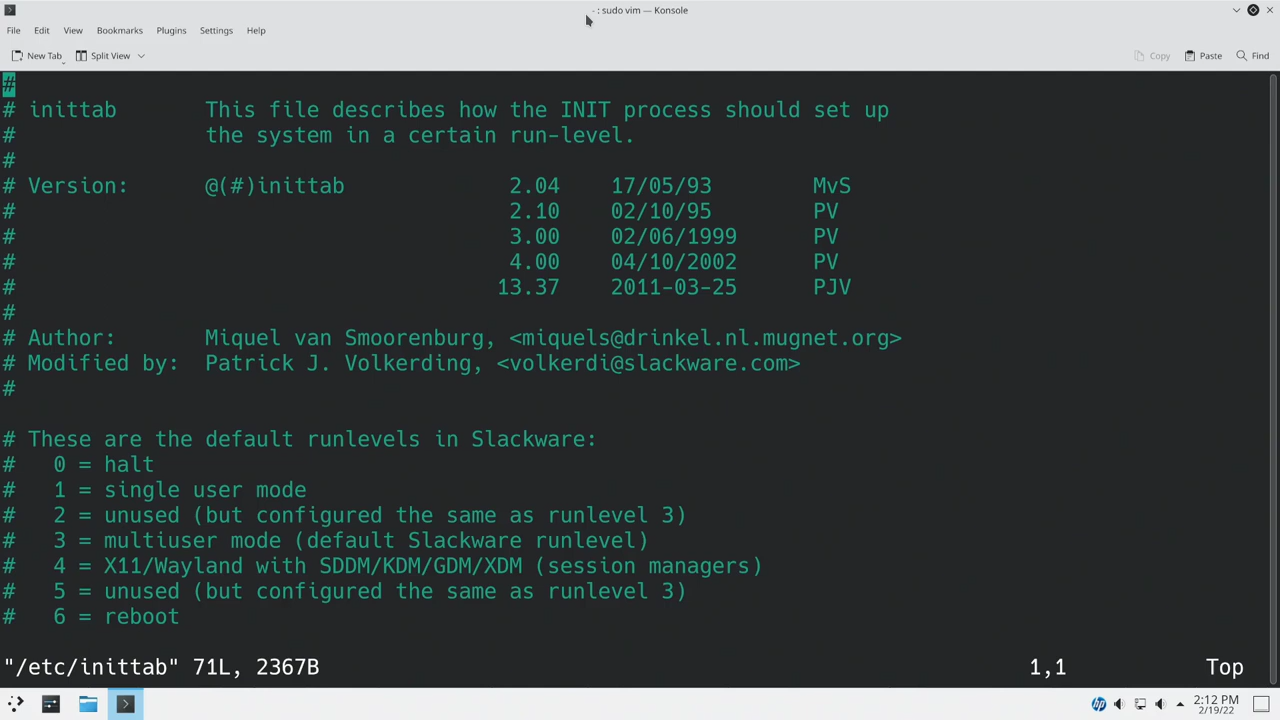 - : sudo vim — Konsole
File Edit View Bookmarks Plugins Settings Help
New Tab Split View Copy Paste Find
#
# inittab This file describes how the INIT process should set up
# the system in a certain run-level.
#
# Version: @(#)inittab 2.04 17/05/93 MvS
# 2.10 02/10/95 PV
# 3.00 02/06/1999 PV
# 4.00 04/10/2002 PV
# 13.37 2011-03-25 PJV
#
# Author: Miquel van Smoorenburg, <miquels@drinkel.nl.mugnet.org>
# Modified by: Patrick J. Volkerding, <volkerdi@slackware.com>
#
# These are the default runlevels in Slackware:
# 0 = halt
# 1 = single user mode
# 2 = unused (but configured the same as runlevel 3)
# 3 = multiuser mode (default Slackware runlevel)
# 4 = X11/Wayland with SDDM/KDM/GDM/XDM (session managers)
# 5 = unused (but configured the same as runlevel 3)
# 6 = reboot
"/etc/inittab" 71L, 2367B 1,1 Top
hp 2:12 PM
2/19/22